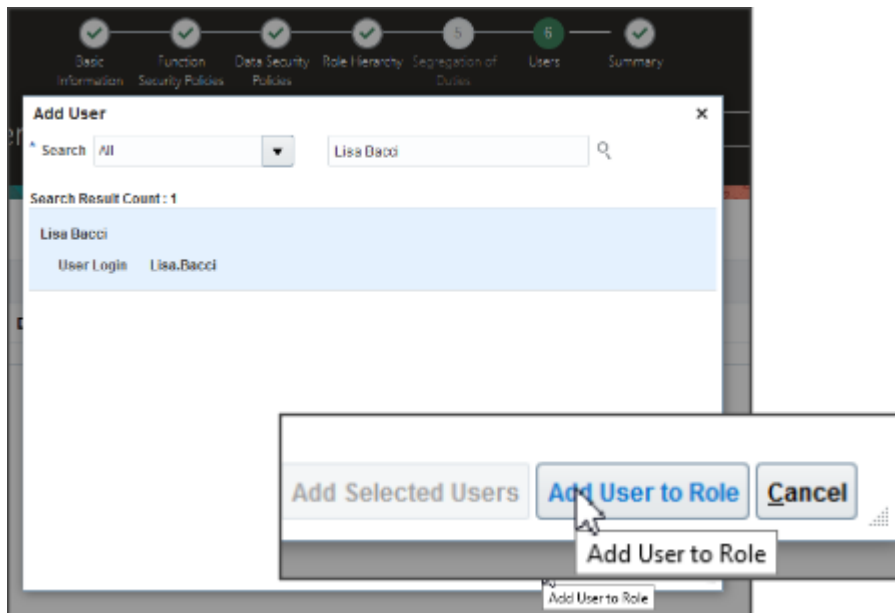 5 6
Basic Information
Function Security Policies
Data Security Policies
Role Hierarchy
Segregation of Duties
Users
Summary
Add User ×
* Search All Lisa Bacci
Search Result Count : 1
Lisa Bacci
User Login Lisa.Bacci
Add Selected Users Add User to Role Cancel
Add User to Role
Add User to Role